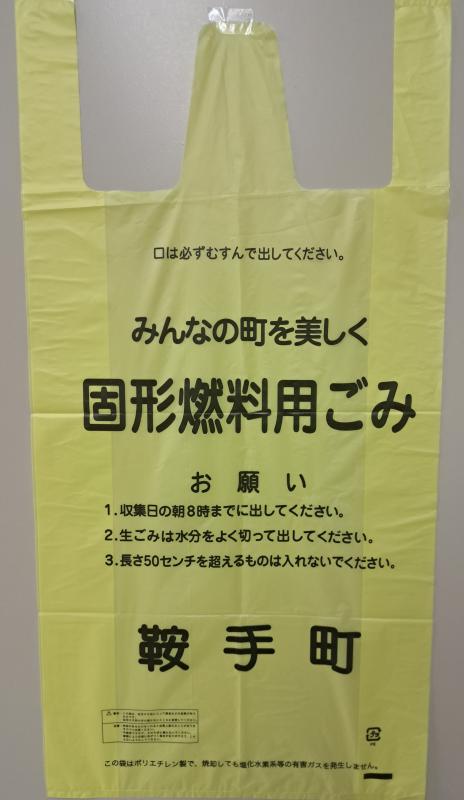 口は必ずむすんで出してください。
みんなの町を美しく
固形燃料用ごみ
お願い
1.収集日の朝8時までに出してください。
2.生ごみは水分をよく切って出してください。
3.長さ50センチを超えるものは入れないでください。
鞍手町
この袋はポリエチレン製で、焼却しても塩化水素系等の有害ガスを発生しません。